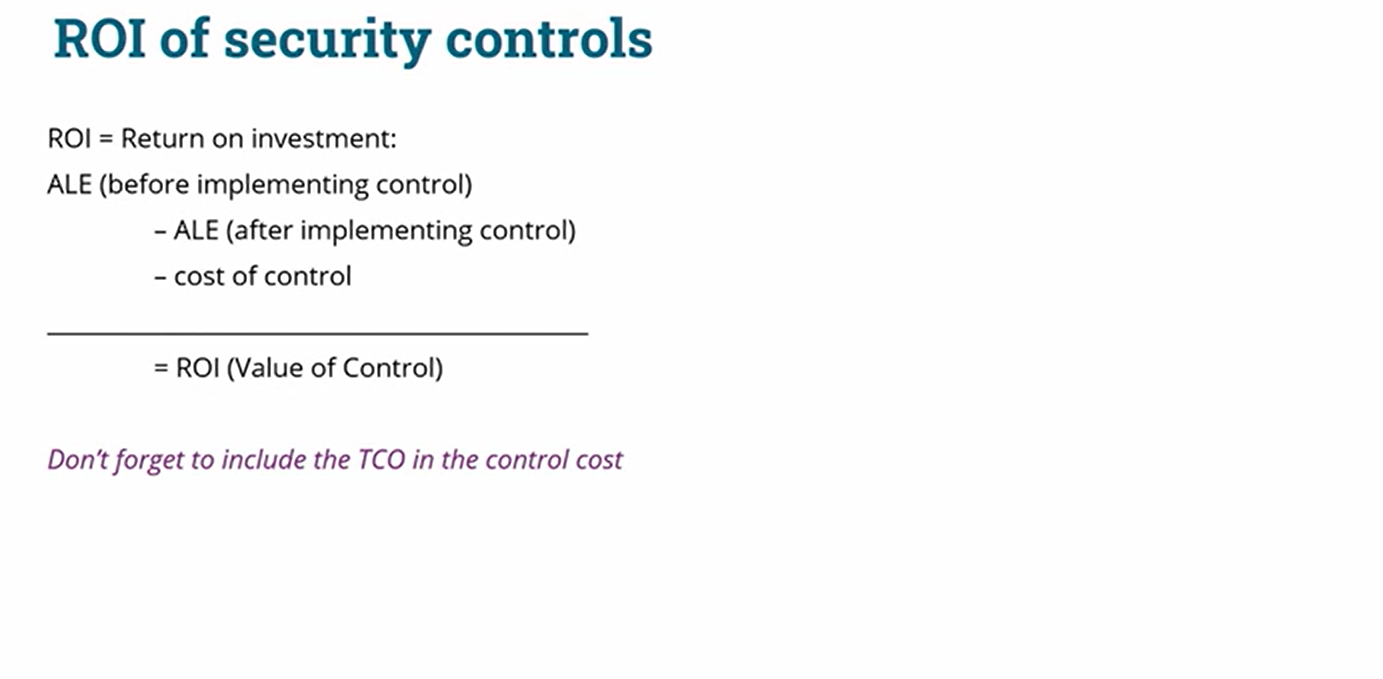 ROI of security controls
ROI = Return on investment:
ALE (before implementing control)
– ALE (after implementing control)
– cost of control
= ROI (Value of Control)
Don’t forget to include the TCO in the control cost